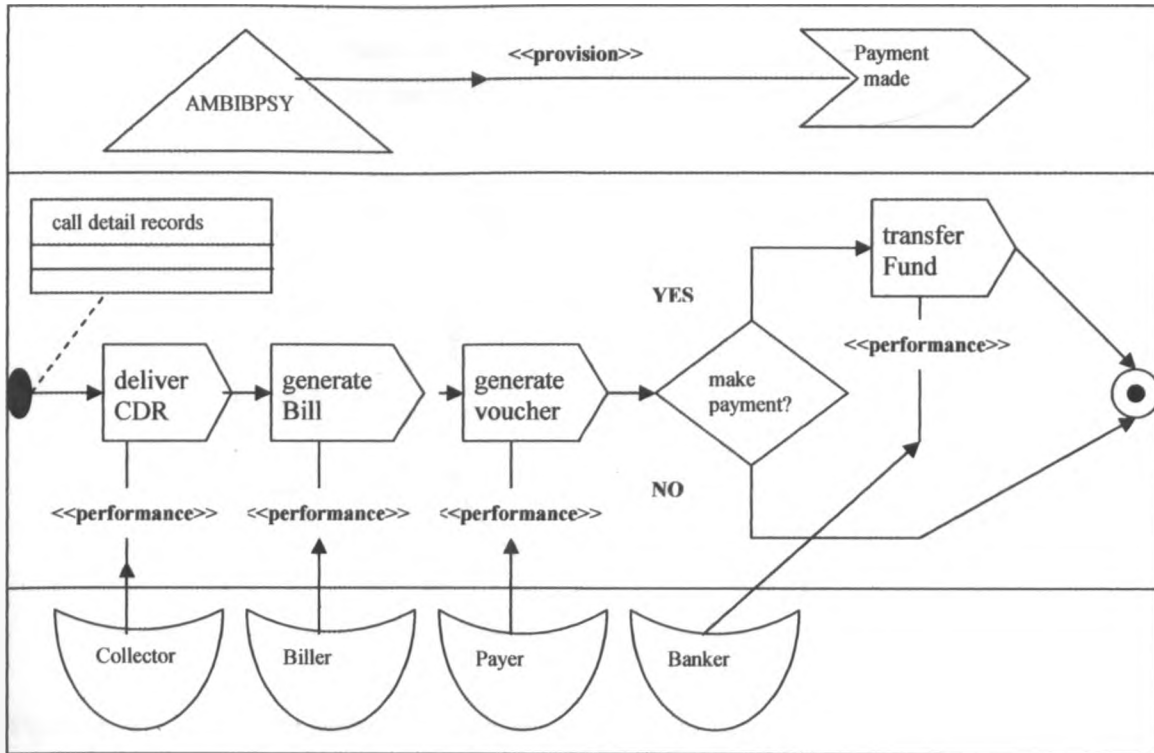 <<provision>>
Payment
made
AMBIBPSY
call detail records
transfer
Fund
YES
<<performance>>
deliver
CDR
generate
Bill
generate
voucher
make
payment?
NO
<<performance>>
<<performance>>
<<performance>>
Collector
Biller
Payer
Banker